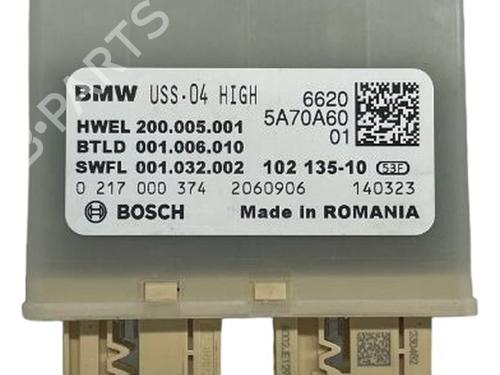 B-PARTS
BMW USS-04 HIGH 6620
5A70A60
HWEL 200.005.001 01
BTLD 001.006.010
SWFL 001.032.002 102 135-10 53F
0 217 000 374 2060906 140323
BOSCH Made in ROMANIA
230482